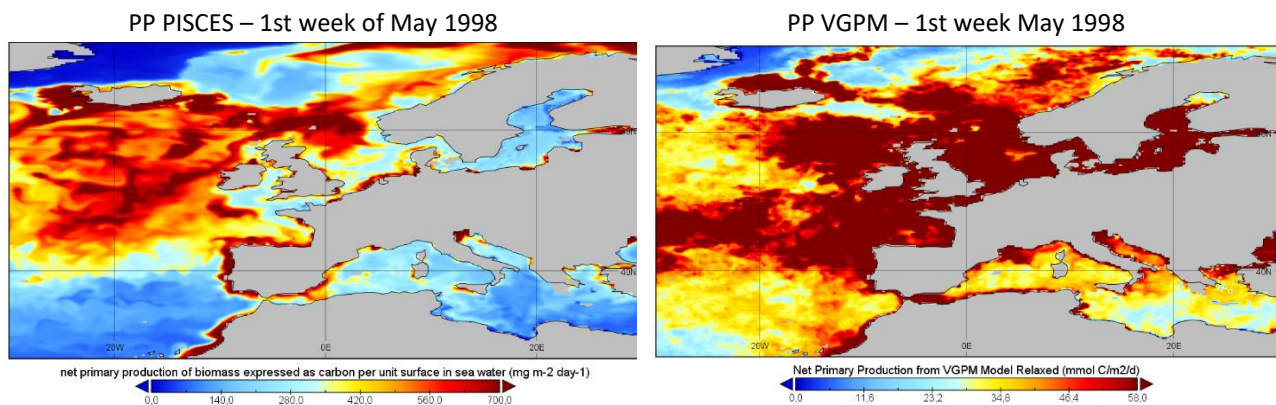 PP PISCES – 1st week of May 1998
PP VGPM – 1st week May 1998
40N
20W
0E
20E
net primary production of biomass expressed as carbon per unit surface in sea water (mg m-2 day-1)
0,0 140,0 280,0 420,0 560,0 700,0
40N
20W
0E
20E
Net Primary Production from VGPM Model Relaxed (mmol C/m2/d)
0,0 11,6 23,2 34,8 46,4 58,0